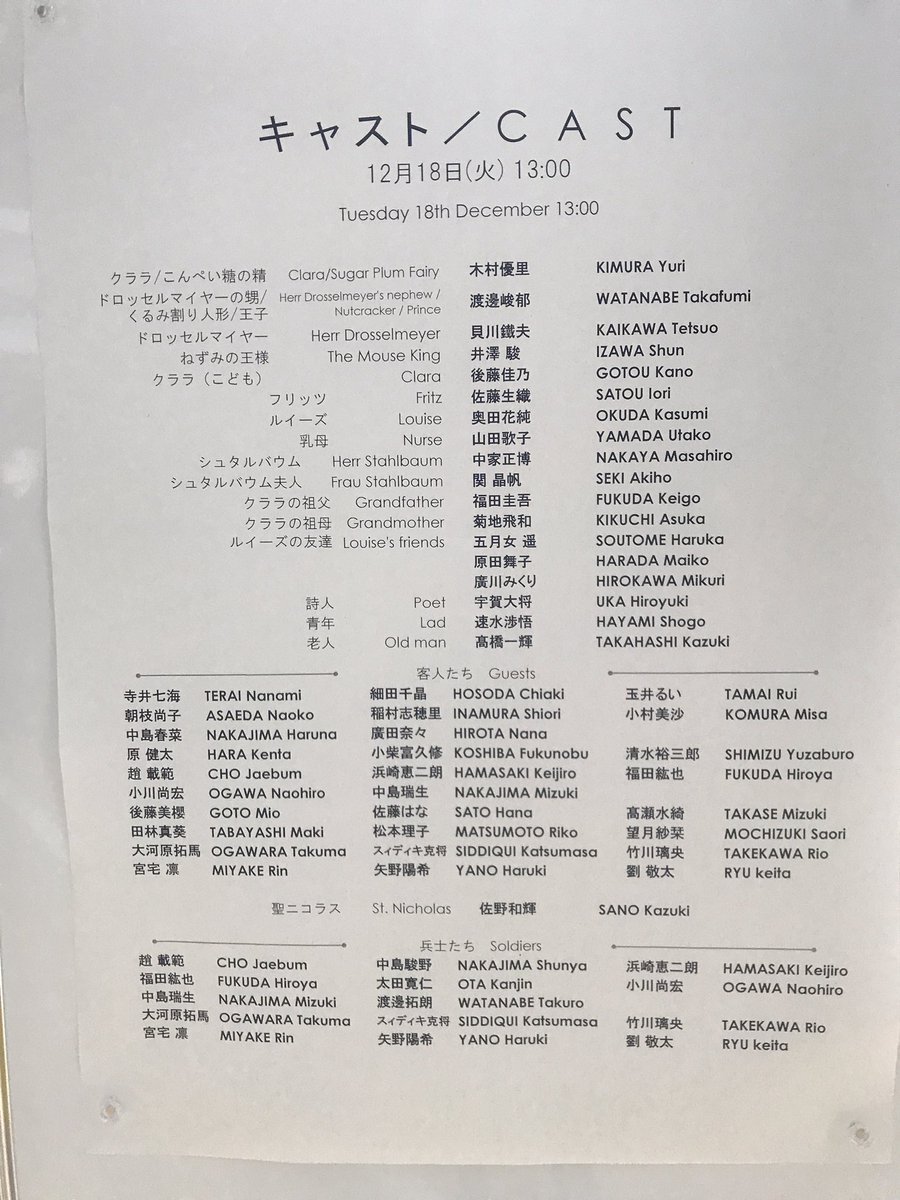 キャスト／CAST
12月18日(火) 13:00
Tuesday 18th December 13:00
クララ/こんぺい糖の精 Clara/Sugar Plum Fairy 木村優里 KIMURA Yuri
ドロッセルマイヤーの甥/ Herr Drosselmeyer's nephew / 渡邊峻郁 WATANABE Takafumi
くるみ割り人形/王子 Nutcracker / Prince
ドロッセルマイヤー Herr Drosselmeyer 貝川鐵夫 KAIKAWA Tetsuo
ねずみの王様 The Mouse King 井澤 駿 IZAWA Shun
クララ（こども） Clara 後藤佳乃 GOTOU Kano
フリッツ Fritz 佐藤生織 SATOU Iori
ルイーズ Louise 奥田花純 OKUDA Kasumi
乳母 Nurse 山田歌子 YAMADA Utako
シュタルバウム Herr Stahlbaum 中家正博 NAKAYA Masahiro
シュタルバウム夫人 Frau Stahlbaum 関 晶帆 SEKI Akiho
クララの祖父 Grandfather 福田圭吾 FUKUDA Keigo
クララの祖母 Grandmother 菊地飛和 KIKUCHI Asuka
ルイーズの友達 Louise's friends 五月女 遥 SOUTOME Haruka
原田舞子 HARADA Maiko
廣川みくり HIROKAWA Mikuri
詩人 Poet 宇賀大将 UKA Hiroyuki
青年 Lad 速水渉悟 HAYAMI Shogo
老人 Old man 髙橋一輝 TAKAHASHI Kazuki
客人たち Guests
寺井七海 TERAI Nanami 細田千晶 HOSODA Chiaki 玉井るい TAMAI Rui
朝枝尚子 ASAEDA Naoko 稲村志穂里 INAMURA Shiori 小村美沙 KOMURA Misa
中島春菜 NAKAJIMA Haruna 廣田奈々 HIROTA Nana
原 健太 HARA Kenta 小柴富久修 KOSHIBA Fukunobu 清水裕三郎 SHIMIZU Yuzaburo
趙 載範 CHO Jaebum 浜崎恵二朗 HAMASAKI Keijiro 福田紘也 FUKUDA Hiroya
小川尚宏 OGAWA Naohiro 中島瑞生 NAKAJIMA Mizuki
後藤美櫻 GOTO Mio 佐藤はな SATO Hana 髙瀬水綺 TAKASE Mizuki
田林真葵 TABAYASHI Maki 松本理子 MATSUMOTO Riko 望月紗栞 MOCHIZUKI Saori
大河原拓馬 OGAWARA Takuma スィディキ克将 SIDDIQUI Katsumasa 竹川璃央 TAKEKAWA Rio
宮宅 凛 MIYAKE Rin 矢野陽希 YANO Haruki 劉 敬太 RYU keita
聖ニコラス St. Nicholas 佐野和輝 SANO Kazuki
兵士たち Soldiers
趙 載範 CHO Jaebum 中島駿野 NAKAJIMA Shunya 浜崎恵二朗 HAMASAKI Keijiro
福田紘也 FUKUDA Hiroya 太田寛仁 OTA Kanjin 小川尚宏 OGAWA Naohiro
中島瑞生 NAKAJIMA Mizuki 渡邊拓朗 WATANABE Takuro
大河原拓馬 OGAWARA Takuma スィディキ克将 SIDDIQUI Katsumasa 竹川璃央 TAKEKAWA Rio
宮宅 凛 MIYAKE Rin 矢野陽希 YANO Haruki 劉 敬太 RYU keita